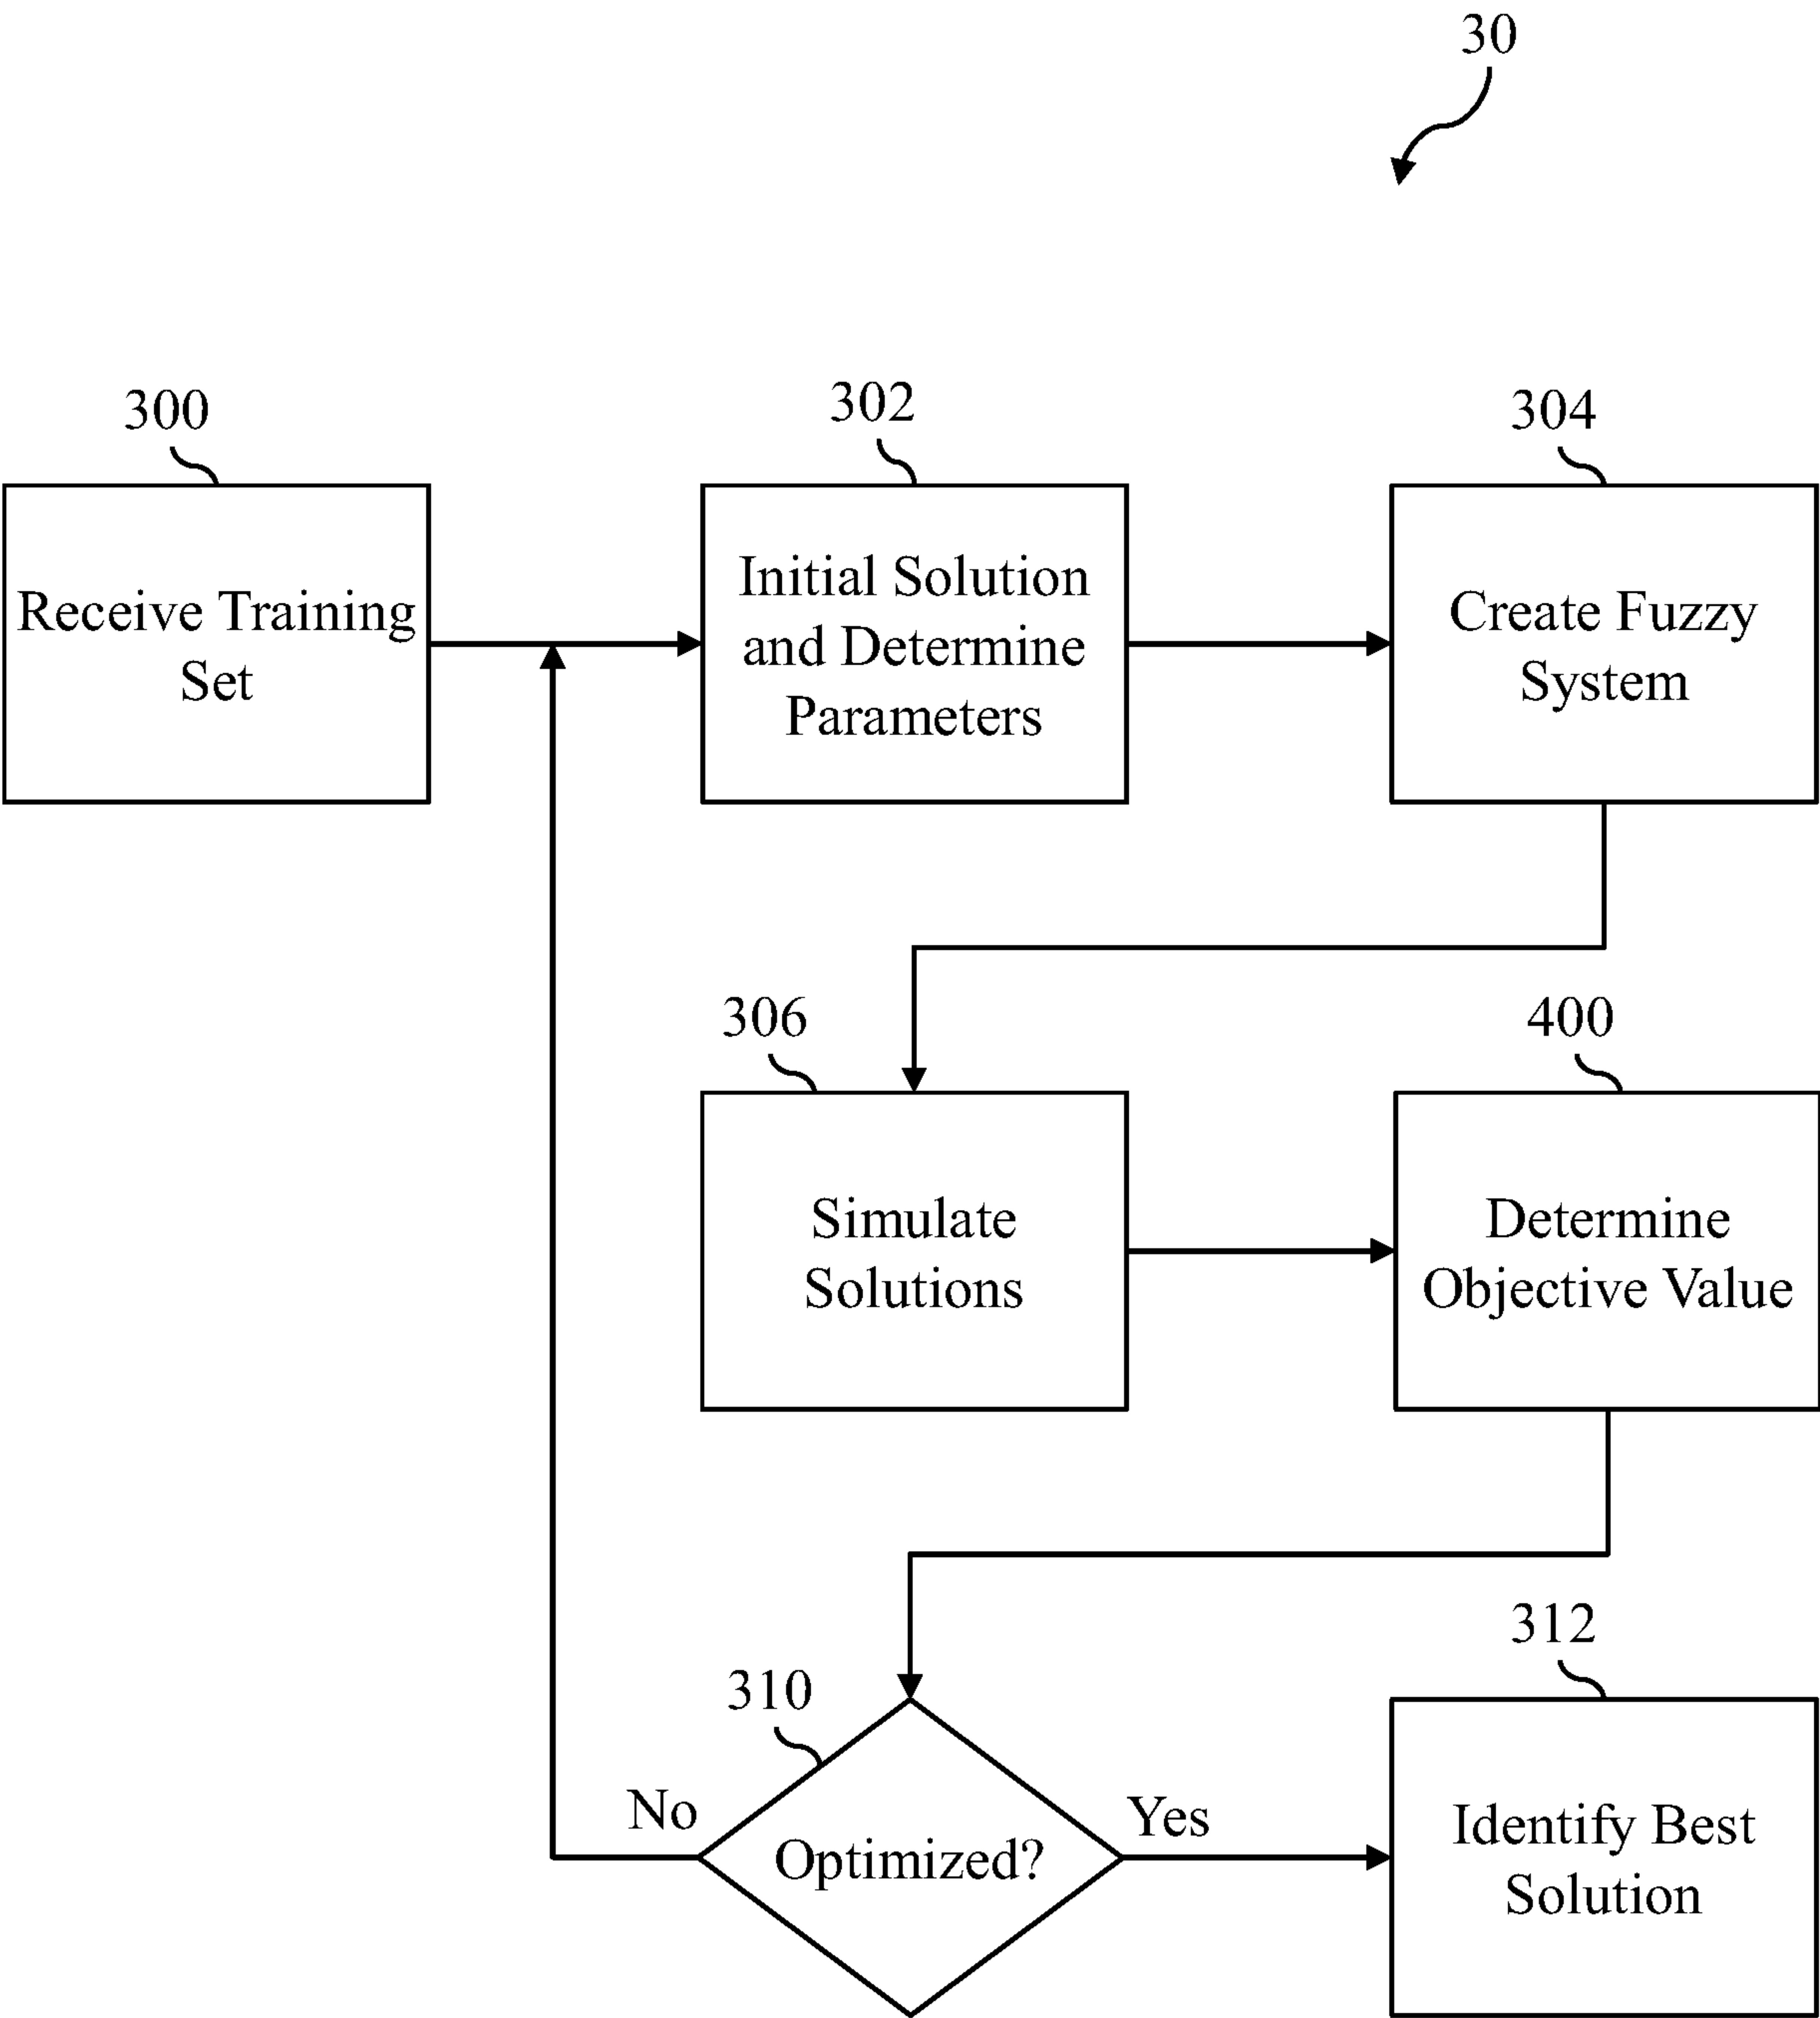 30
300
Receive Training
Set
302
Initial Solution
and Determine
Parameters
304
Create Fuzzy
System
306
Simulate
Solutions
400
Determine
Objective Value
310
Optimized?
No
Yes
312
Identify Best
Solution